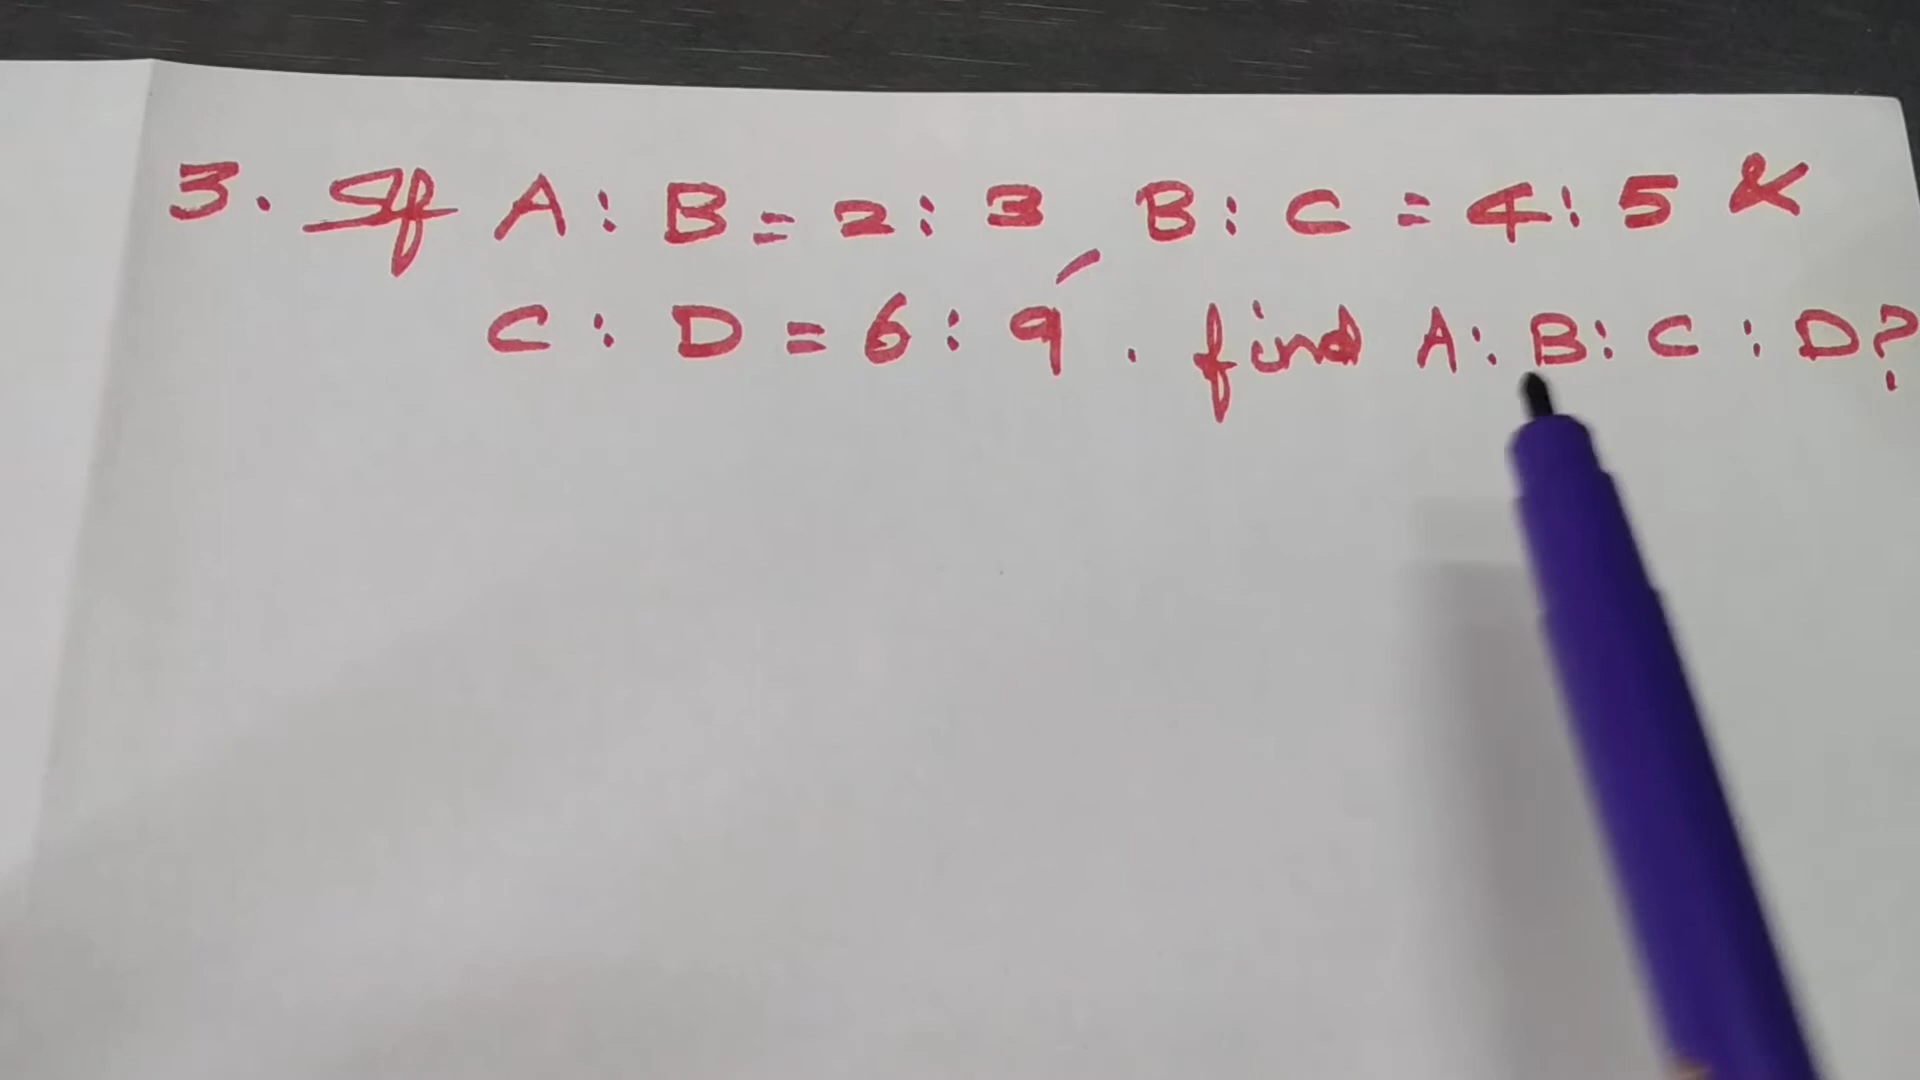 3. If A : B = 2 : 3, B : C = 4 : 5 &
C : D = 6 : 9 . find A : B : C : D ?